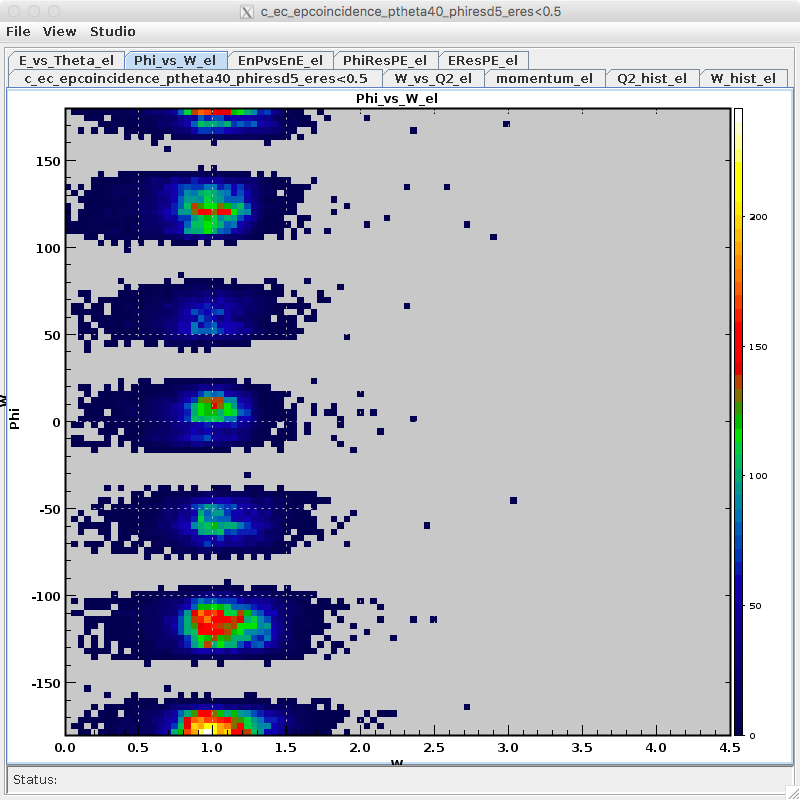 c_ec_epcoincidence_ptheta40_phiresd5_eres<0.5
File View Studio
E_vs_Theta_el Phi_vs_W_el EnPvsEnE_el PhiResPE_el EResPE_el
c_ec_epcoincidence_ptheta40_phiresd5_eres<0.5 W_vs_Q2_el momentum_el Q2_hist_el W_hist_el
Phi_vs_W_el
150
100
50
0
-50
-100
-150
W
Phi
200
150
100
50
0
0.0 0.5 1.0 1.5 2.0 2.5 3.0 3.5 4.0 4.5
W
Status: